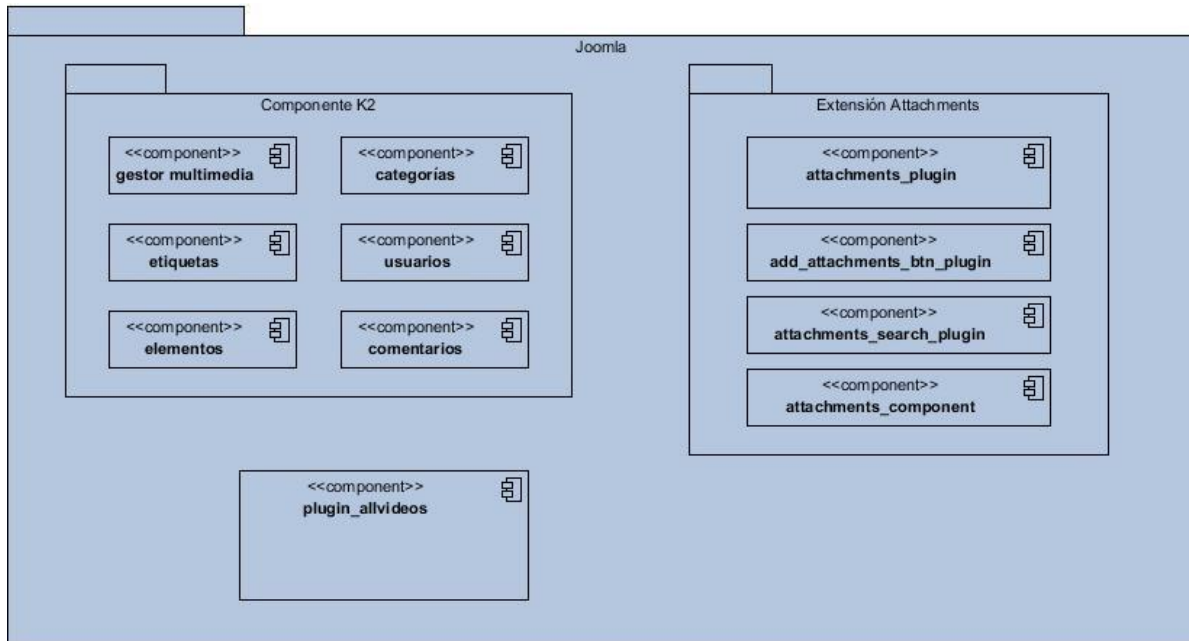 Joomla
Componente K2
<<component>>
gestor multimedia
<<component>>
categorías
<<component>>
etiquetas
<<component>>
usuarios
<<component>>
elementos
<<component>>
comentarios
Extensión Attachments
<<component>>
attachments_plugin
<<component>>
add_attachments_btn_plugin
<<component>>
attachments_search_plugin
<<component>>
attachments_component
<<component>>
plugin_allvideos